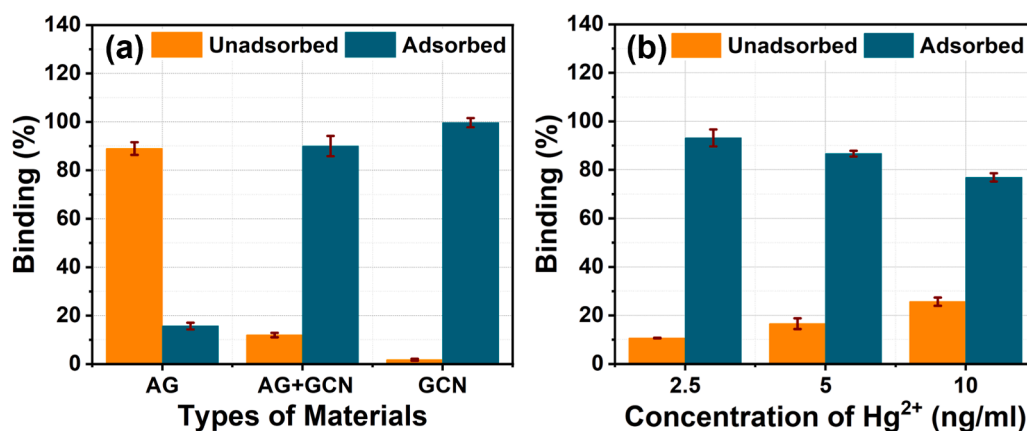 (a) Unadsorbed Adsorbed
Binding (%)
140
120
100
80
60
40
20
0
AG AG+GCN GCN
Types of Materials
(b) Unadsorbed Adsorbed
Binding (%)
140
120
100
80
60
40
20
0
2.5 5 10
Concentration of Hg²⁺ (ng/ml)